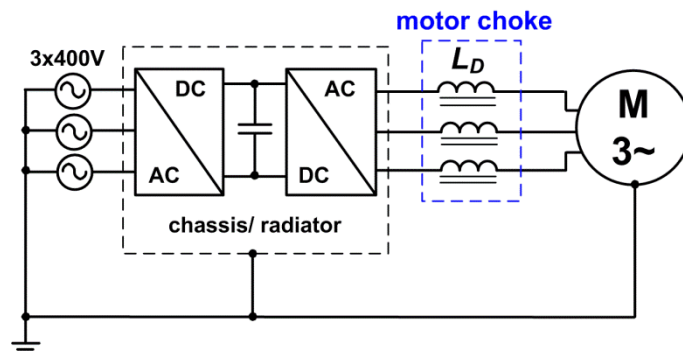 motor choke
3x400V
L_D
DC
AC
AC
DC
M
3~
chassis/ radiator